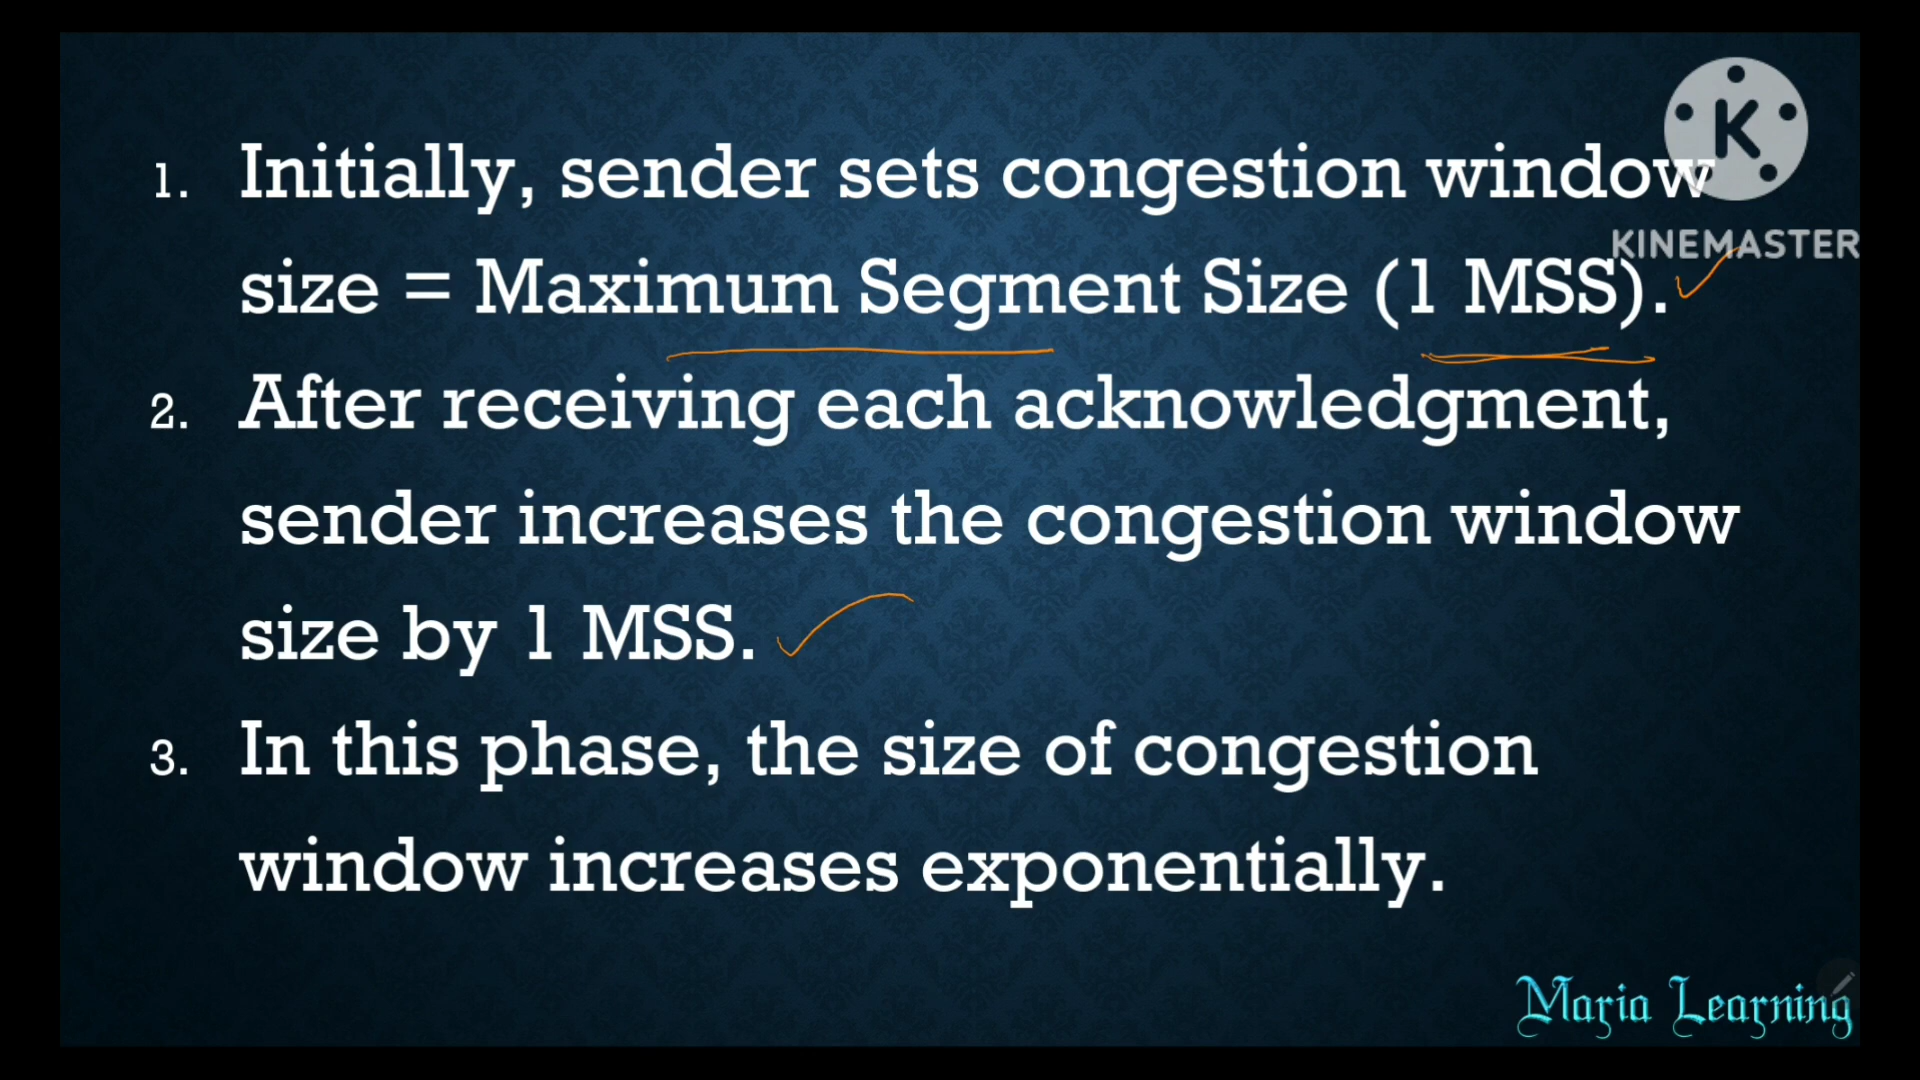 1. Initially, sender sets congestion window
size = Maximum Segment Size (1 MSS).
2. After receiving each acknowledgment,
sender increases the congestion window
size by 1 MSS.
3. In this phase, the size of congestion
window increases exponentially.
K
KINEMASTER
Maria Learning